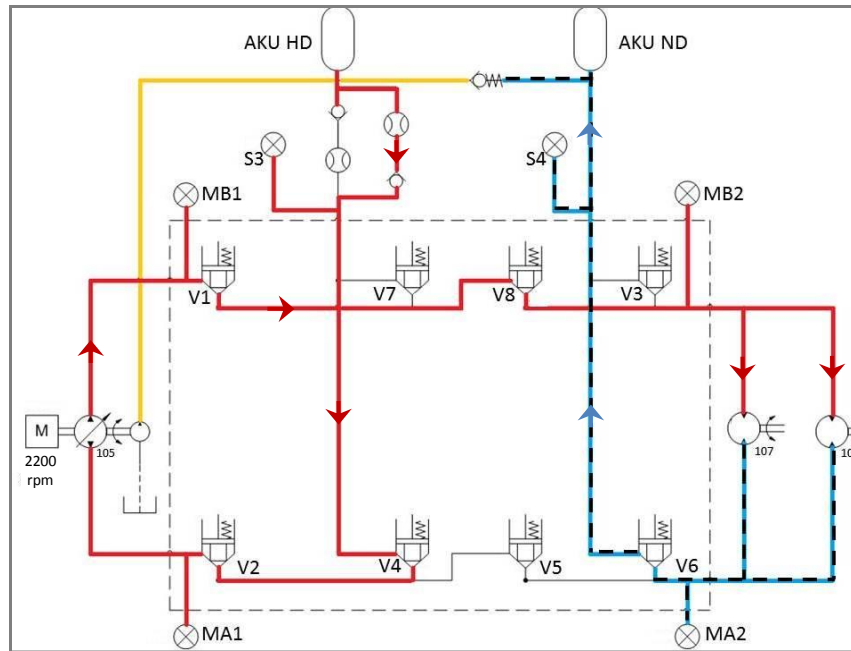 AKU HD
AKU ND
S3
S4
MB1
MB2
V1
V7
V8
V3
M
105
107
2200
rpm
V2
V4
V5
V6
MA1
MA2